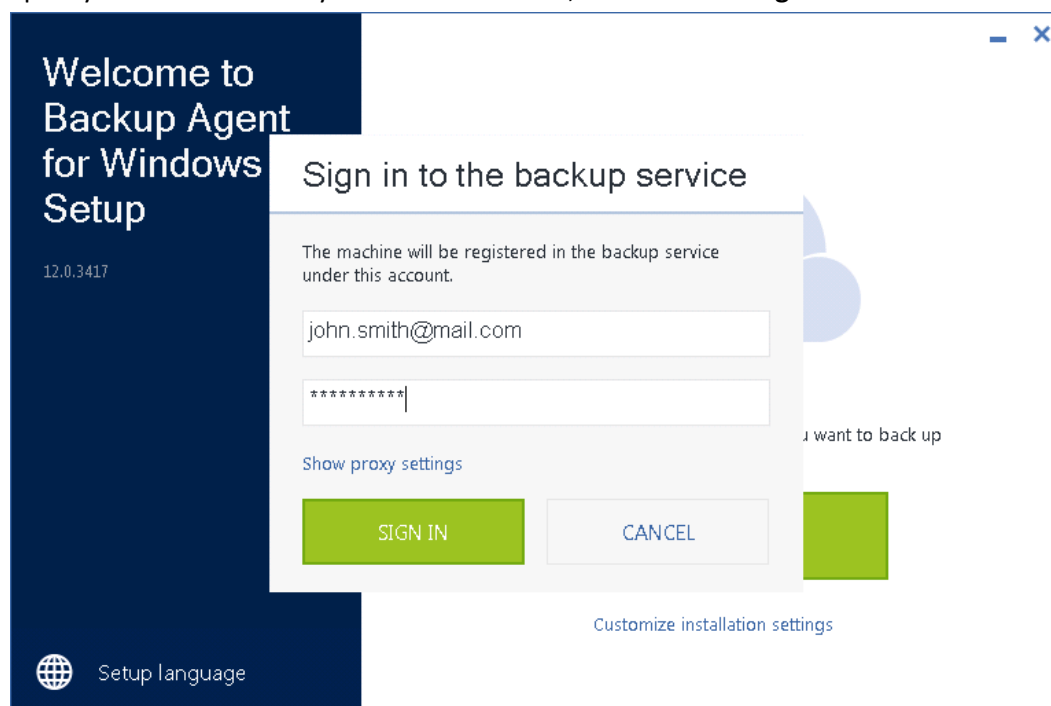 Welcome to
Backup Agent
for Windows
Setup
12.0.3417
Sign in to the backup service
The machine will be registered in the backup service
under this account.
john.smith@mail.com
**********
Show proxy settings
SIGN IN
CANCEL
want to back up
Customize installation settings
Setup language